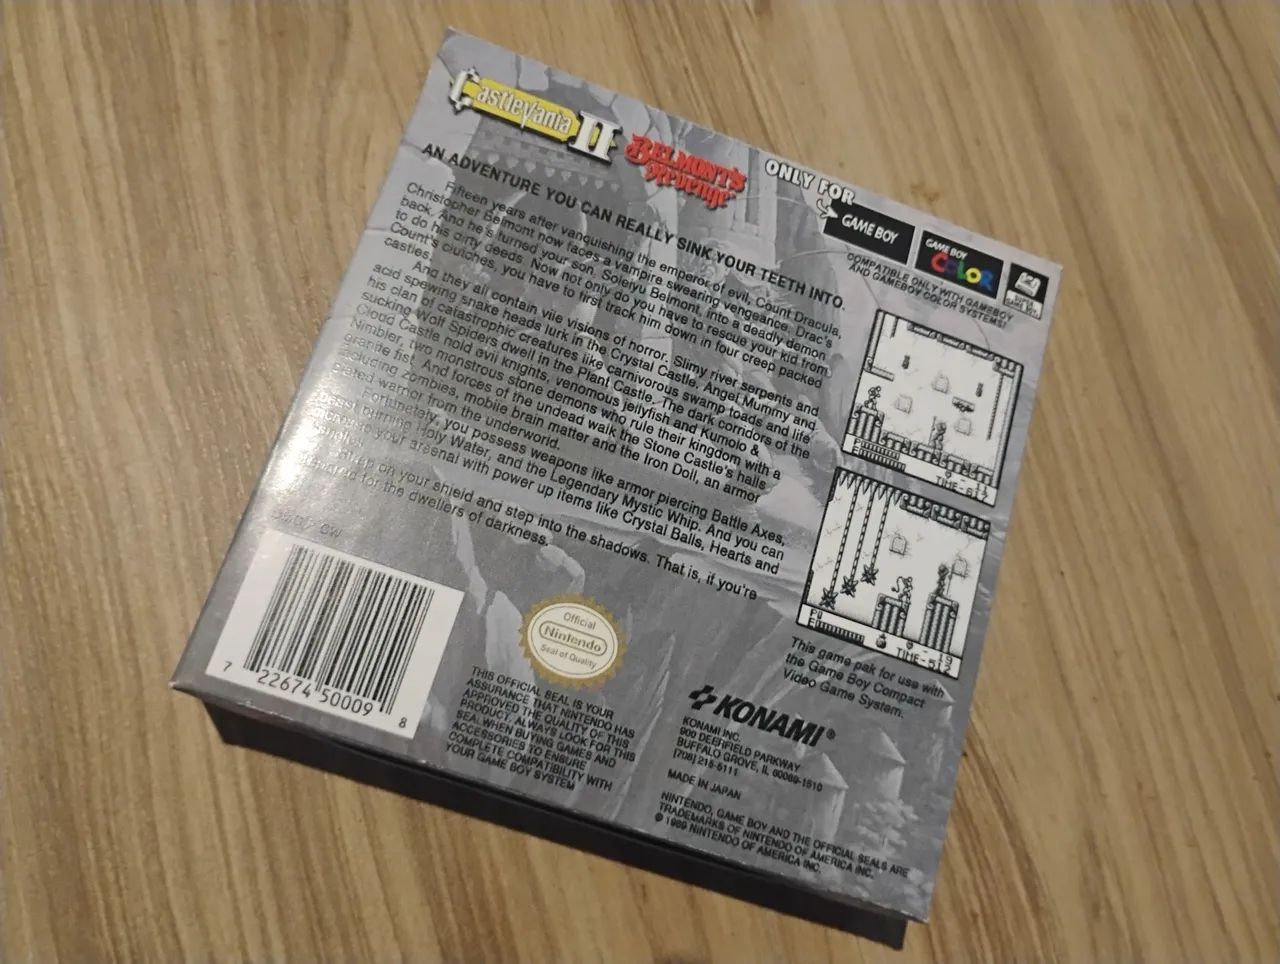 Castlevania II
BELMONT'S
Revenge
ONLY FOR
GAME BOY
GAME BOY
COLOR
COMPATIBLE ONLY WITH GAMEBOY
AND GAMEBOY COLOR SYSTEMS!
AN ADVENTURE YOU CAN REALLY SINK YOUR TEETH INTO.
Fifteen years after vanquishing the emperor of evil, Count Dracula,
Christopher Belmont now faces a vampire swearing vengeance. Drac's
back. And he's turned your son, Soleiyu Belmont, into a deadly demon
to do his dirty deeds. Now not only do you have to rescue your kid from
Count's clutches, you have to first track him down in four creep packed
castles.
And they all contain vile visions of horror. Slimy river serpents and
acid spewing snake heads lurk in the Crystal Castle. Angel Mummy and
his clan of catastrophic creatures like carnivorous swamp toads and life
sucking Wolf Spiders dwell in the Plant Castle. The dark corridors of the
Cloud Castle hold evil knights, venomous jellyfish and Kumolo &
Nimbler, two monstrous stone demons who rule their kingdom with a
granite fist. And forces of the undead walk the Stone Castle's halls
including zombies, mobile brain matter and the Iron Doll, an armor
plated warrior from the underworld.
Fortunately, you possess weapons like armor piercing Battle Axes,
beast burning Holy Water, and the Legendary Mystic Whip. And you can
increase your arsenal with power up items like Crystal Balls, Hearts and
on your shield and step into the shadows. That is, if you're
for the dwellers of darkness.
TIME-
TIME-
This game pak for use with
the Game Boy Compact
Video Game System.
7 22674 50009 8
Official
Nintendo
Seal of Quality
THIS OFFICIAL SEAL IS YOUR
ASSURANCE THAT NINTENDO HAS
APPROVED THE QUALITY OF THIS
PRODUCT. ALWAYS LOOK FOR THIS
SEAL WHEN BUYING GAMES AND
ACCESSORIES TO ENSURE
COMPLETE COMPATIBILITY WITH
YOUR GAME BOY SYSTEM
KONAMI®
KONAMI INC.
900 DEERFIELD PARKWAY
BUFFALO GROVE, IL 60089-1510
(708) 215-5111
MADE IN JAPAN
NINTENDO, GAME BOY AND THE OFFICIAL SEALS ARE
TRADEMARKS OF NINTENDO OF AMERICA INC.
© 1989 NINTENDO OF AMERICA INC.